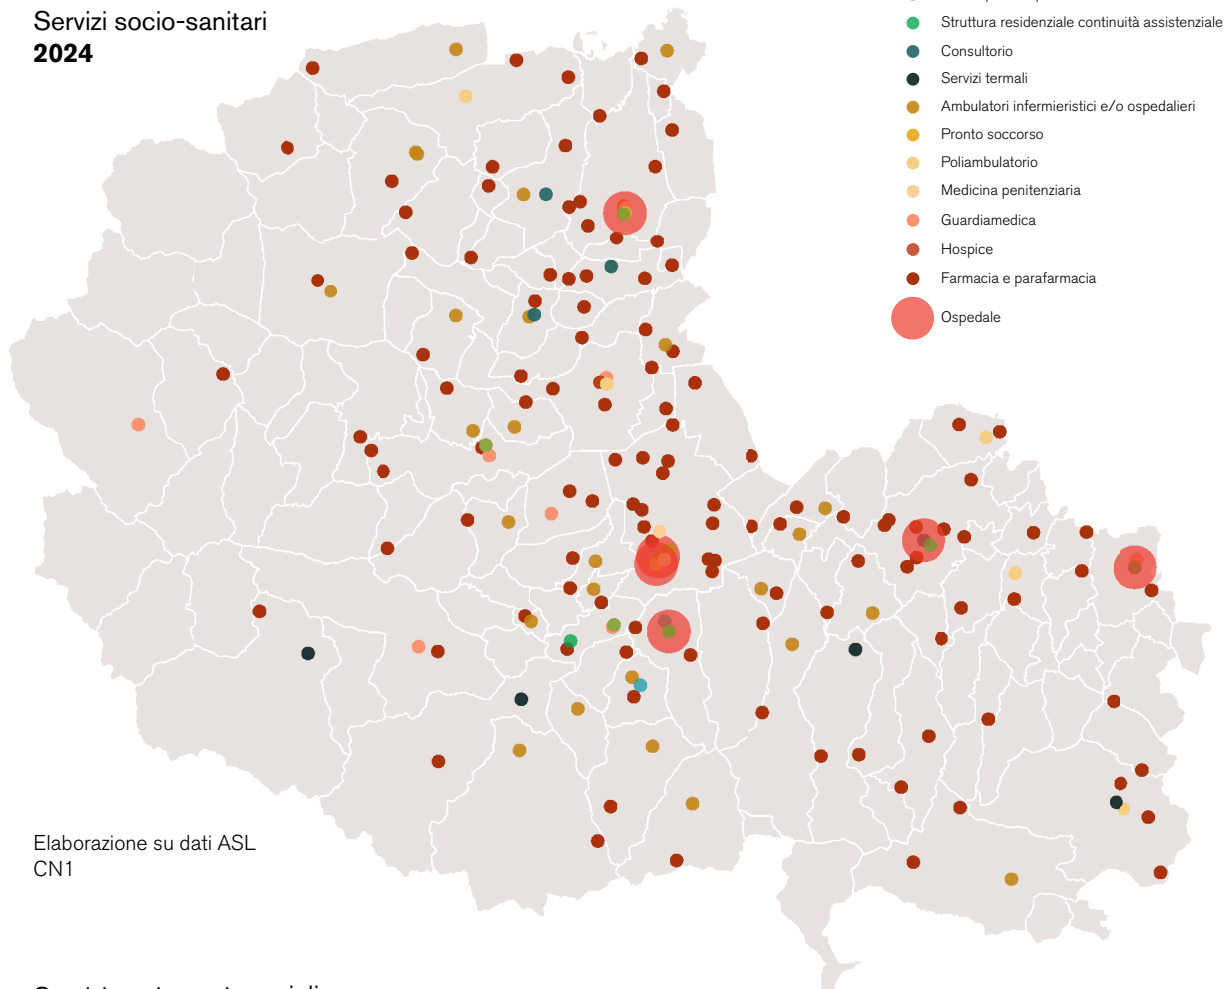 Servizi socio-sanitari
2024
Struttura residenziale continuità assistenziale
Consultorio
Servizi termali
Ambulatori infermieristici e/o ospedalieri
Pronto soccorso
Poliambulatorio
Medicina penitenziaria
Guardiamedica
Hospice
Farmacia e parafarmacia
Ospedale
Elaborazione su dati ASL
CN1